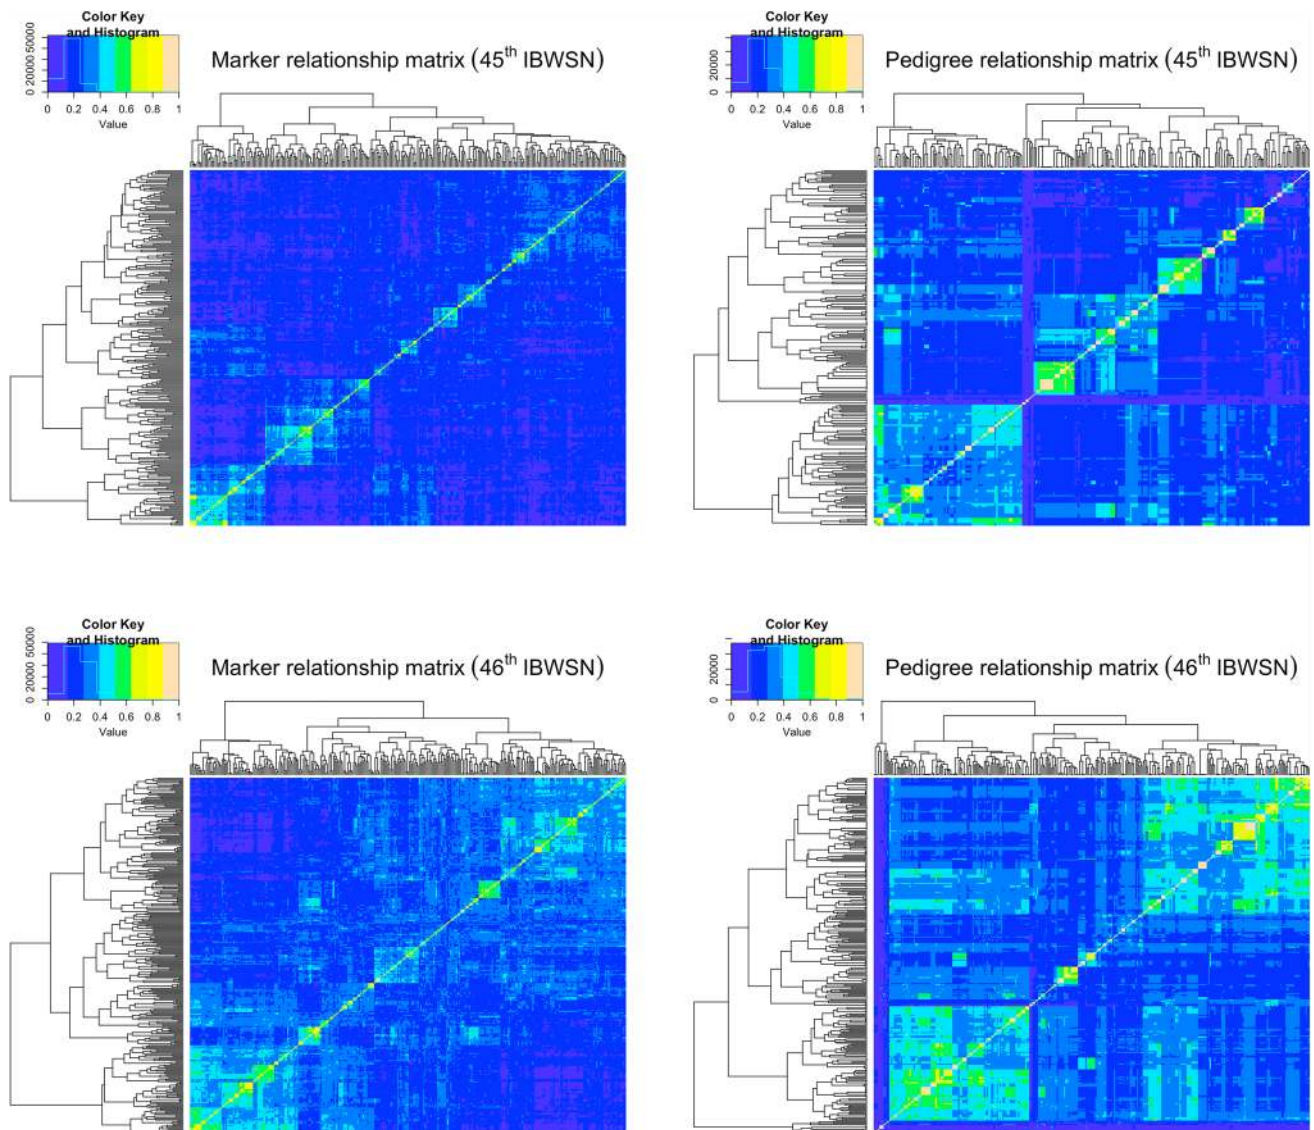 Color Key
and Histogram
0 20000 50000
0 0.2 0.4 0.6 0.8 1
Value
Marker relationship matrix (45th IBWSN)
Color Key
and Histogram
0 20000
0 0.2 0.4 0.6 0.8 1
Value
Pedigree relationship matrix (45th IBWSN)
Color Key
and Histogram
0 20000 50000
0 0.2 0.4 0.6 0.8 1
Value
Marker relationship matrix (46th IBWSN)
Color Key
and Histogram
0 20000
0 0.2 0.4 0.6 0.8 1
Value
Pedigree relationship matrix (46th IBWSN)